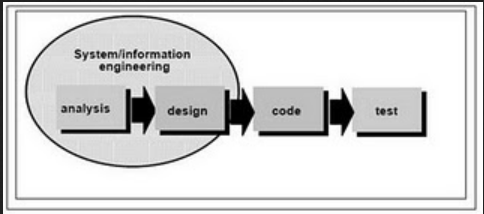 System/information
engineering
analysis
design
code
test